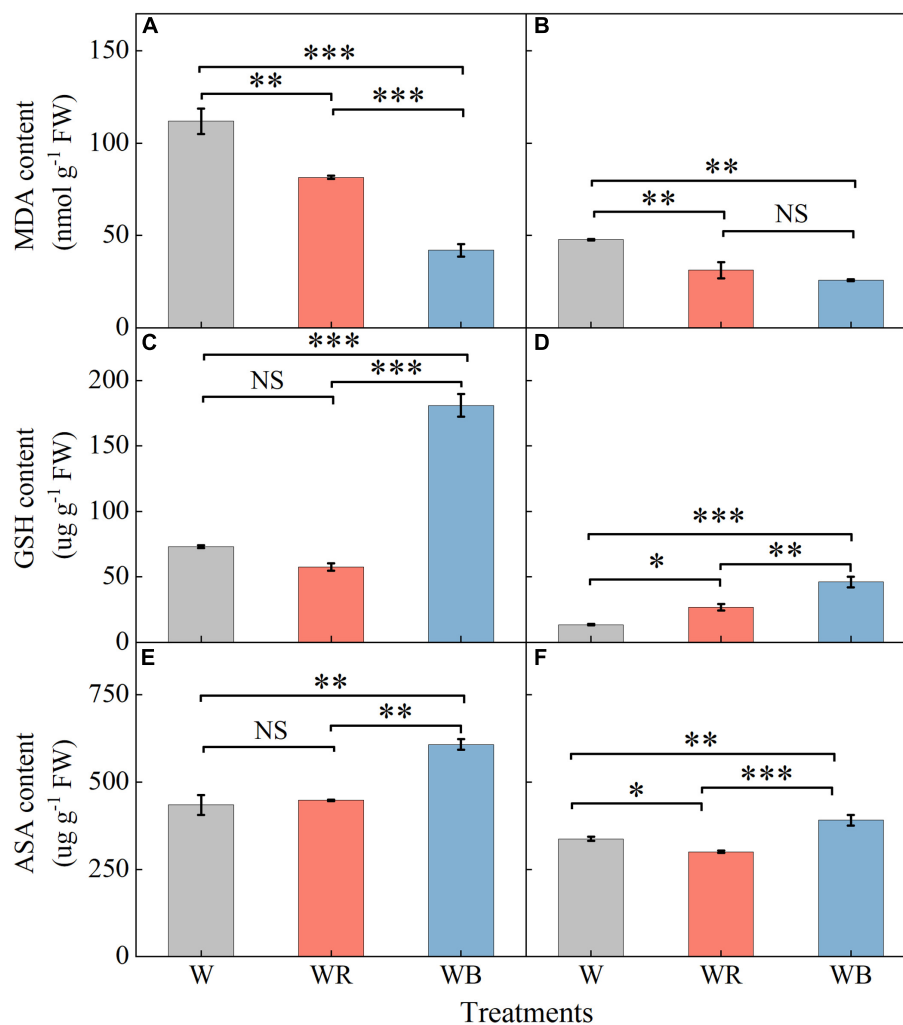 A
B
150
***
**
***
100
**
**
NS
50
0
MDA content
(nmol g-1 FW)
C
D
***
NS
***
200
150
100
***
*
**
50
0
GSH content
(ug g-1 FW)
E
F
750
**
NS
**
**
*
***
500
250
0
ASA content
(ug g-1 FW)
W WR WB W WR WB
Treatments